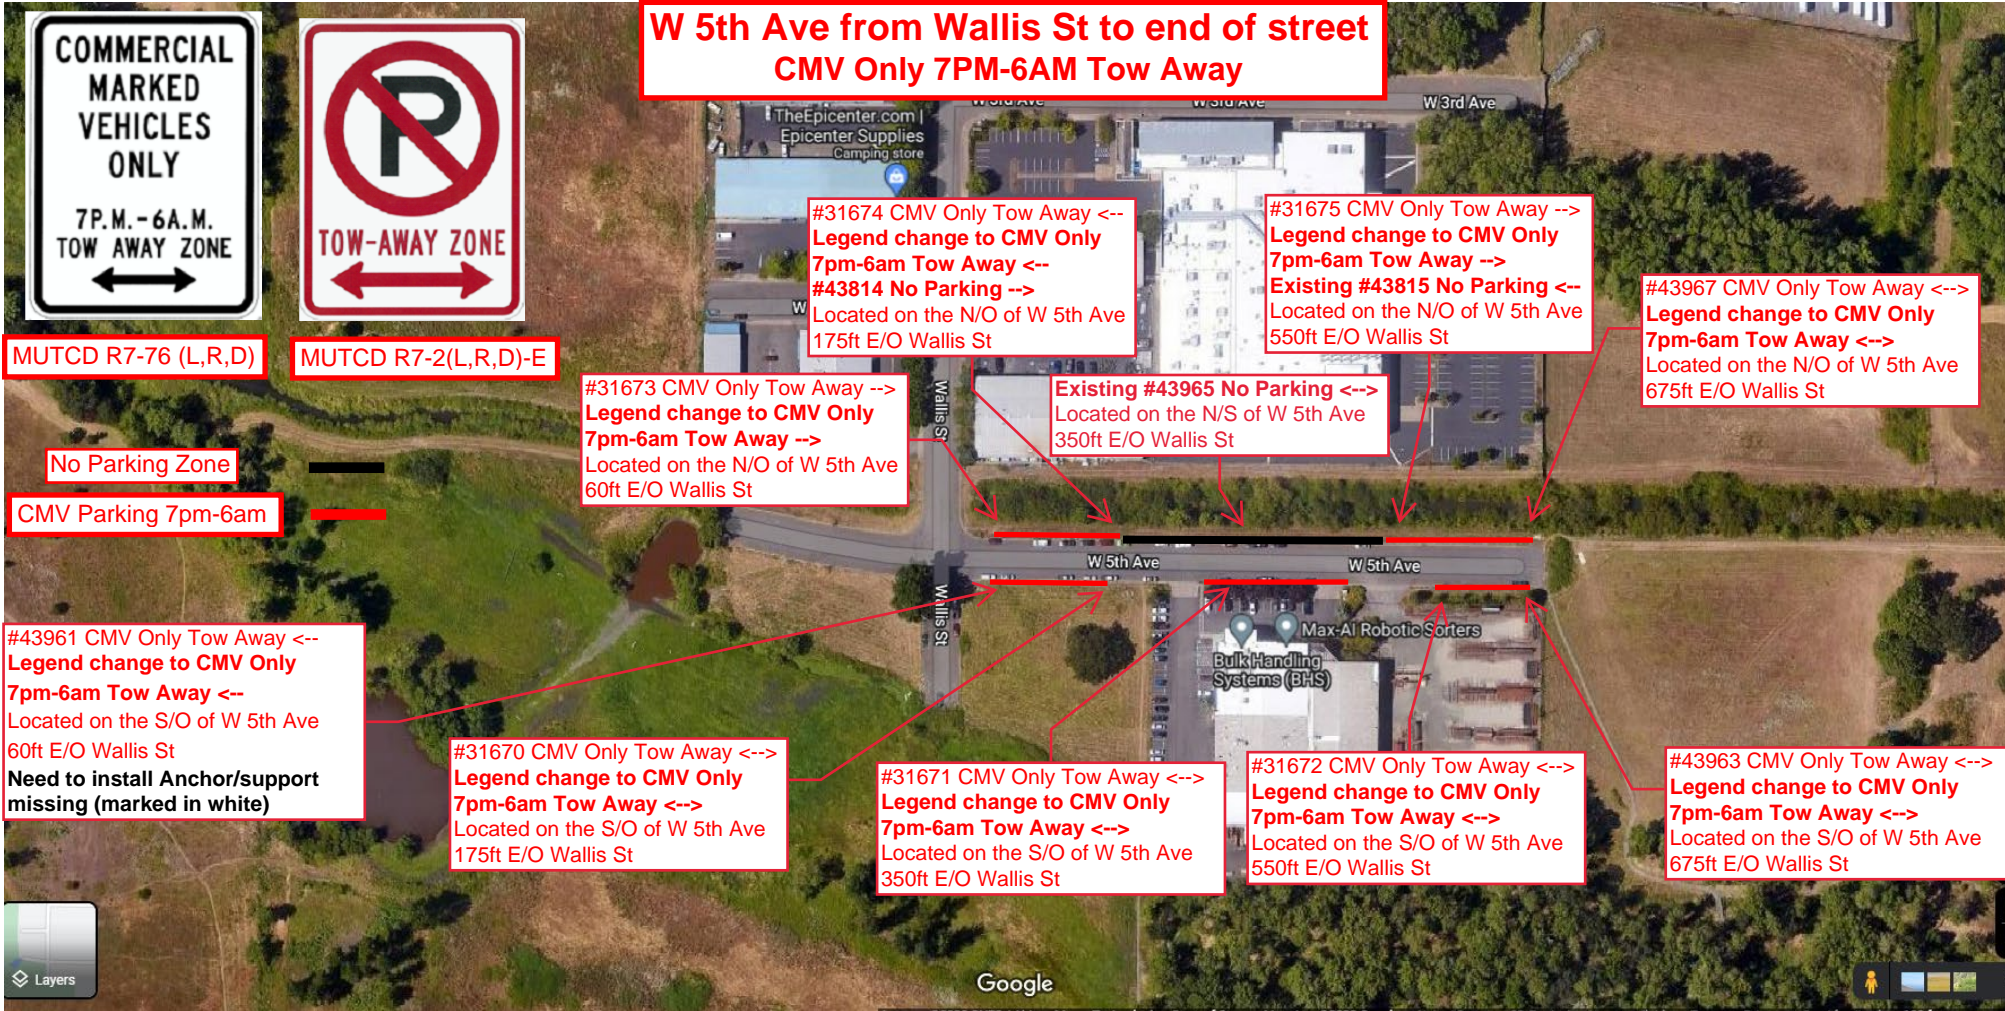 W 5th Ave from Wallis St to end of street
CMV Only 7PM-6AM Tow Away
COMMERCIAL
MARKED
VEHICLES
ONLY
7P.M.-6A.M.
TOW AWAY ZONE
P
TOW-AWAY ZONE
MUTCD R7-76 (L,R,D)
MUTCD R7-2(L,R,D)-E
W 3rd Ave
W 3rd Ave
W 3rd Ave
TheEpicenter.com |
Epicenter Supplies
Camping store
#31674 CMV Only Tow Away <--
Legend change to CMV Only
7pm-6am Tow Away <--
#43814 No Parking -->
Located on the N/O of W 5th Ave
175ft E/O Wallis St
#31675 CMV Only Tow Away -->
Legend change to CMV Only
7pm-6am Tow Away -->
Existing #43815 No Parking <--
Located on the N/O of W 5th Ave
550ft E/O Wallis St
#43967 CMV Only Tow Away <-->
Legend change to CMV Only
7pm-6am Tow Away <-->
Located on the N/O of W 5th Ave
675ft E/O Wallis St
W
#31673 CMV Only Tow Away -->
Legend change to CMV Only
7pm-6am Tow Away -->
Located on the N/O of W 5th Ave
60ft E/O Wallis St
Existing #43965 No Parking <-->
Located on the N/S of W 5th Ave
350ft E/O Wallis St
Wallis St
No Parking Zone
CMV Parking 7pm-6am
W 5th Ave
W 5th Ave
Wallis St
Max-AI Robotic Sorters
Bulk Handling
Systems (BHS)
#43961 CMV Only Tow Away <--
Legend change to CMV Only
7pm-6am Tow Away <--
Located on the S/O of W 5th Ave
60ft E/O Wallis St
Need to install Anchor/support
missing (marked in white)
#31670 CMV Only Tow Away <-->
Legend change to CMV Only
7pm-6am Tow Away <-->
Located on the S/O of W 5th Ave
175ft E/O Wallis St
#31671 CMV Only Tow Away <-->
Legend change to CMV Only
7pm-6am Tow Away <-->
Located on the S/O of W 5th Ave
350ft E/O Wallis St
#31672 CMV Only Tow Away <-->
Legend change to CMV Only
7pm-6am Tow Away <-->
Located on the S/O of W 5th Ave
550ft E/O Wallis St
#43963 CMV Only Tow Away <-->
Legend change to CMV Only
7pm-6am Tow Away <-->
Located on the S/O of W 5th Ave
675ft E/O Wallis St
Layers
Google